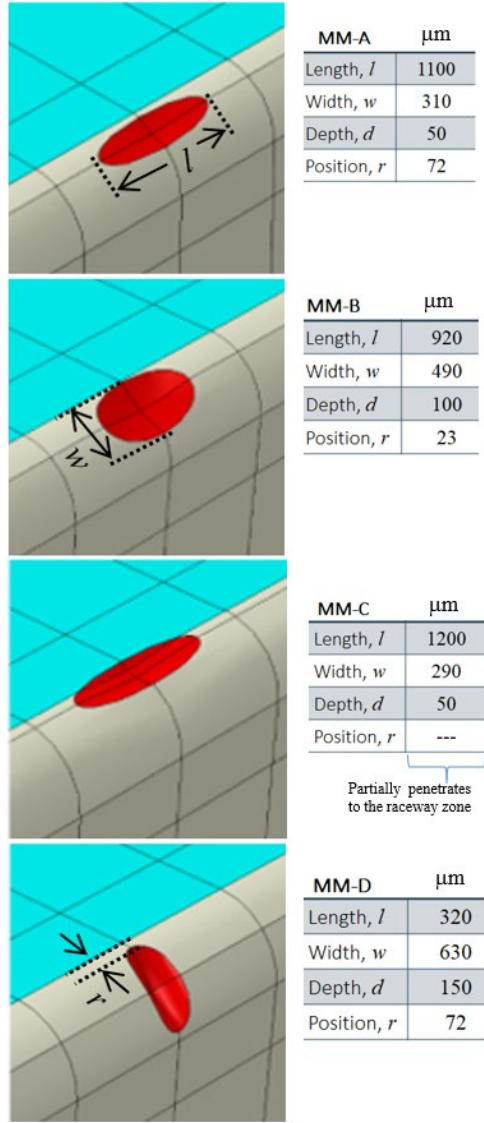 MM-A μm
Length, l 1100
Width, w 310
Depth, d 50
Position, r 72
l
MM-B μm
Length, l 920
Width, w 490
Depth, d 100
Position, r 23
w
MM-C μm
Length, l 1200
Width, w 290
Depth, d 50
Position, r ---
Partially penetrates
to the raceway zone
MM-D μm
Length, l 320
Width, w 630
Depth, d 150
Position, r 72
r